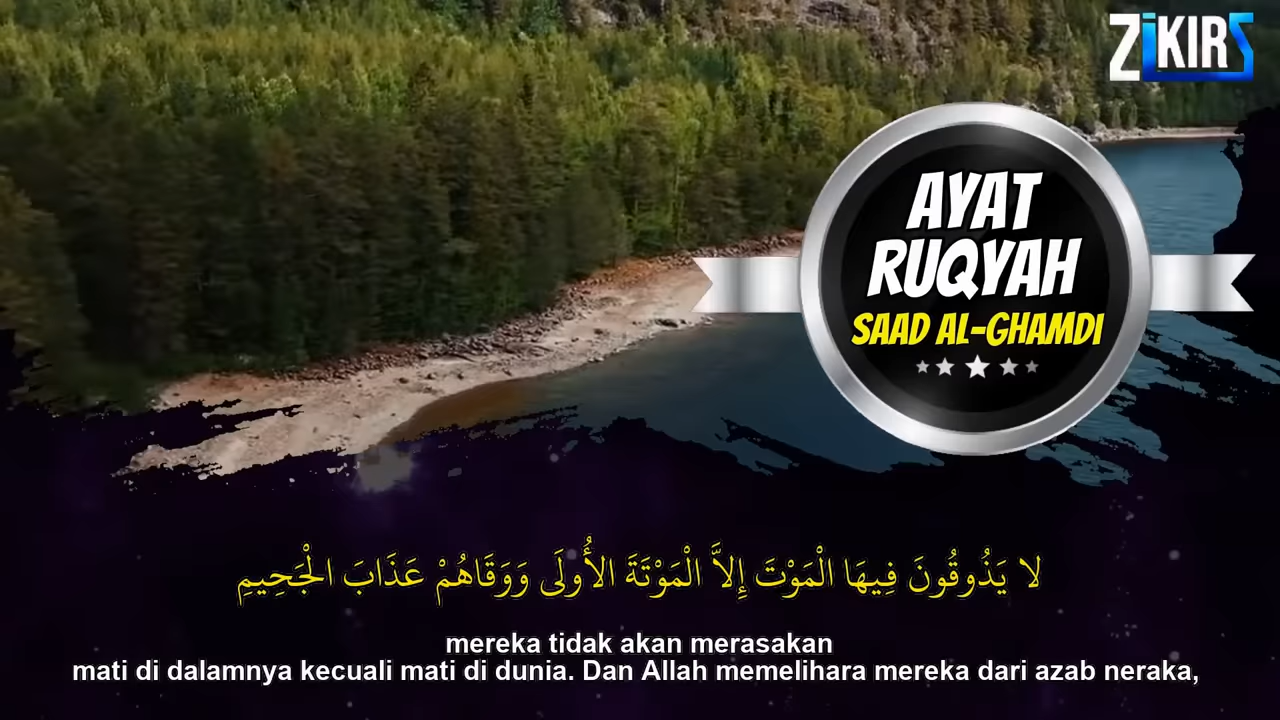 ZiKIRS
AYAT
RUQYAH
SAAD AL-GHAMDI
لا يَذُوقُونَ فِيهَا الْمَوْتَ إِلاَّ الْمَوْتَةَ الأُولَى وَوَقَاهُمْ عَذَابَ الْجَحِيمِ
mereka tidak akan merasakan
mati di dalamnya kecuali mati di dunia. Dan Allah memelihara mereka dari azab neraka,